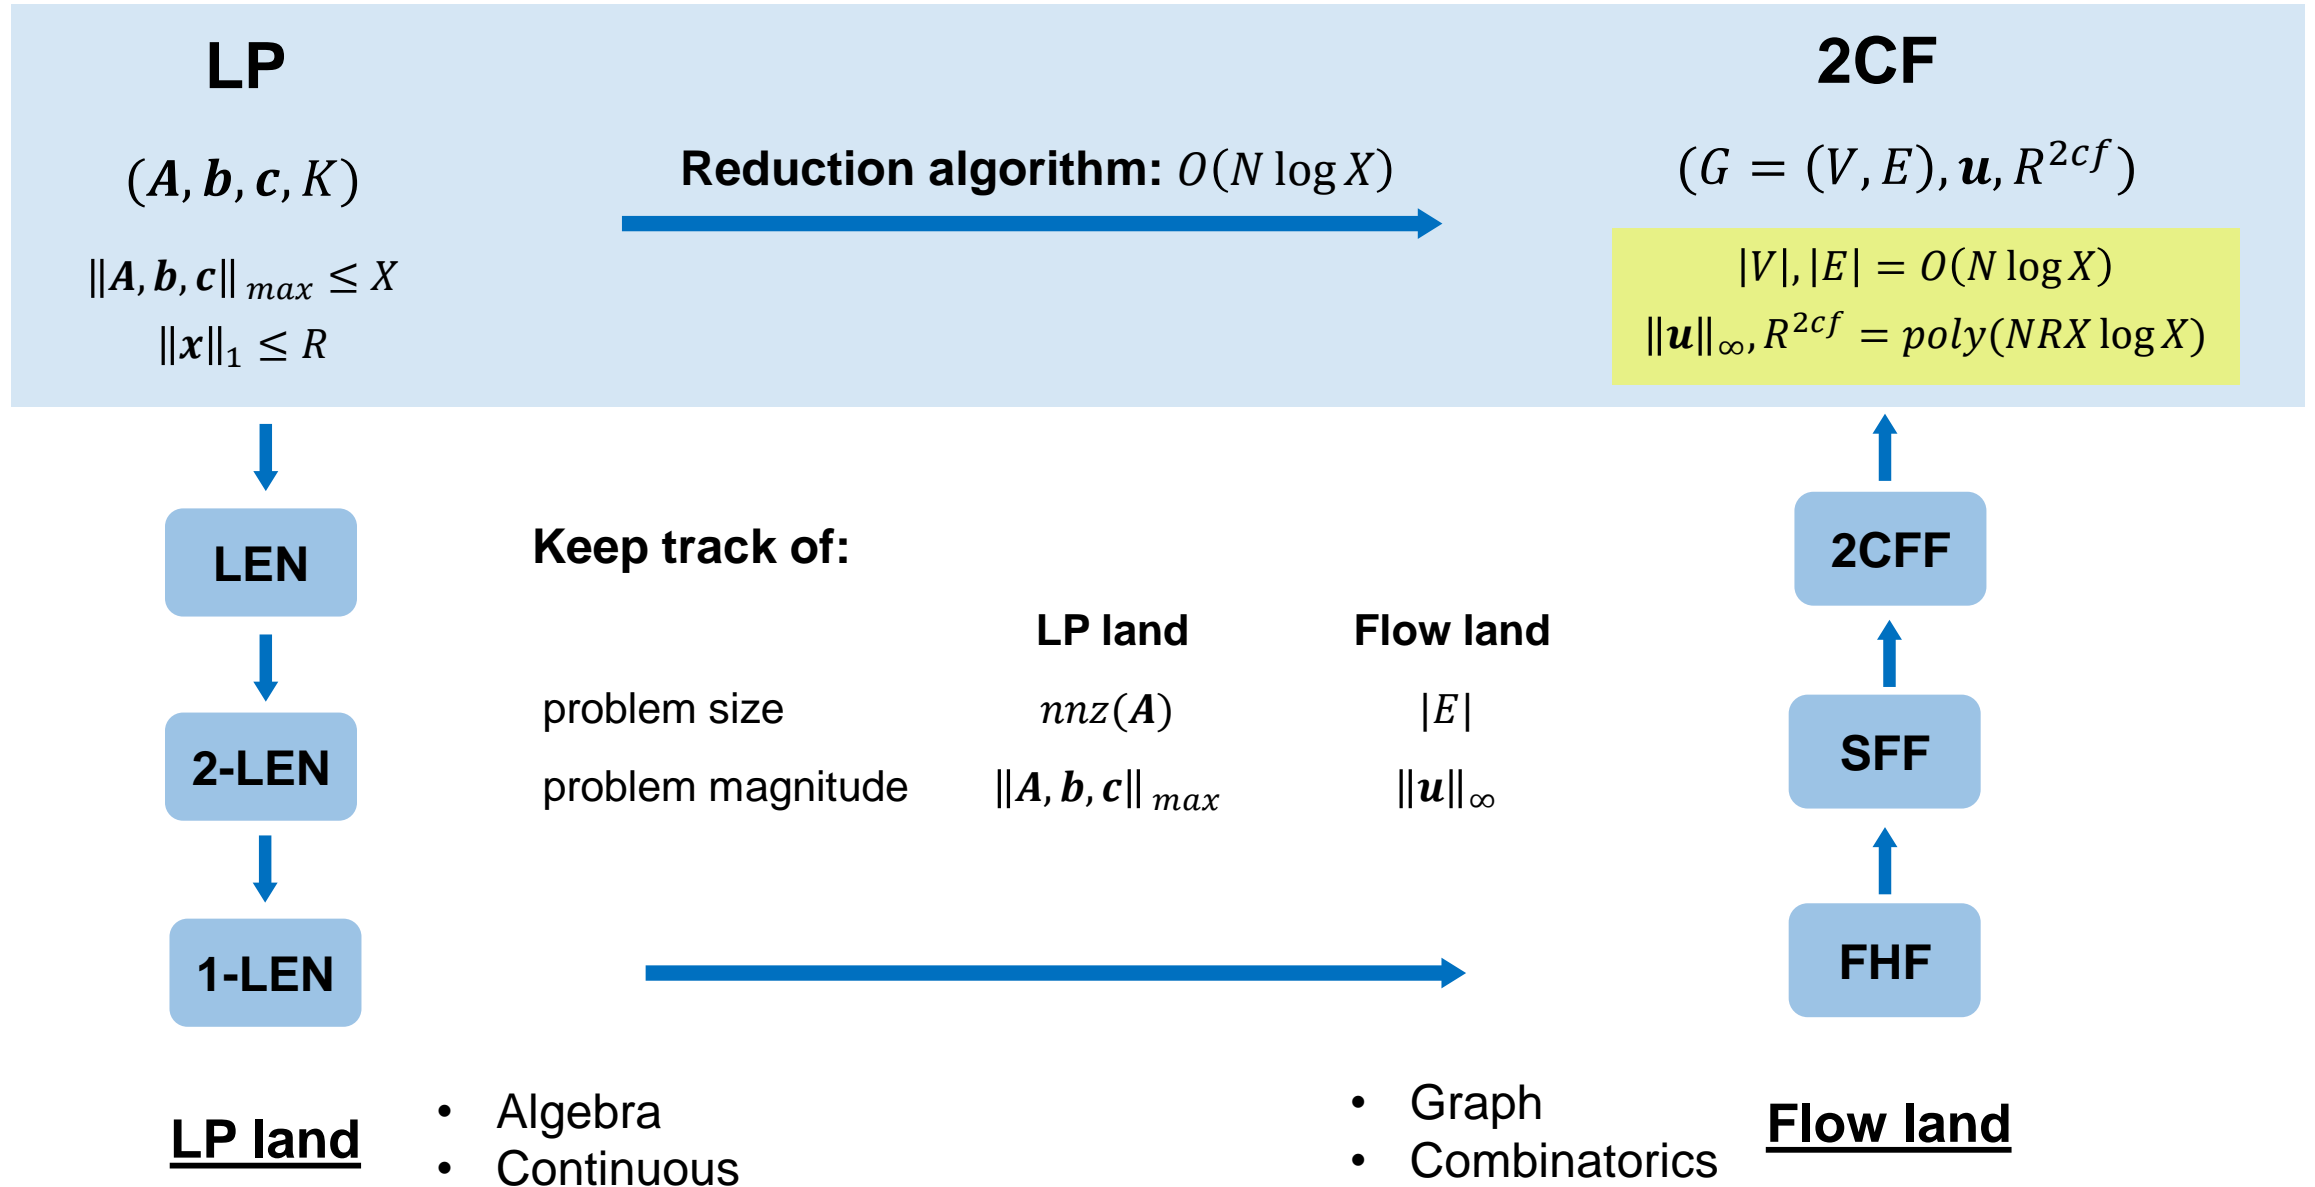 LP
2CF
(A, b, c, K)
Reduction algorithm: O(N log X)
(G = (V, E), u, R^{2cf})
‖A, b, c‖_{max} ≤ X
‖x‖_1 ≤ R
|V|, |E| = O(N log X)
‖u‖_∞, R^{2cf} = poly(NRX log X)
LEN
Keep track of:
2CFF
LP land
Flow land
problem size
nnz(A)
|E|
2-LEN
SFF
problem magnitude
‖A, b, c‖_{max}
‖u‖_∞
1-LEN
FHF
LP land
• Algebra
• Continuous
• Graph
• Combinatorics
Flow land